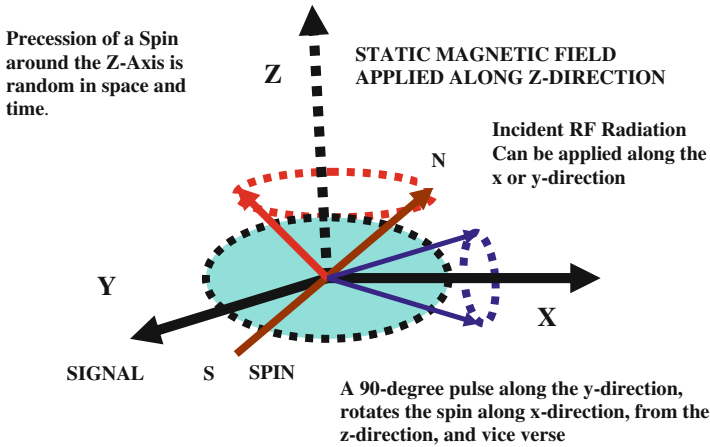 Precession of a Spin
around the Z-Axis is
random in space and
time.
Z
STATIC MAGNETIC FIELD
APPLIED ALONG Z-DIRECTION
Incident RF Radiation
Can be applied along the
x or y-direction
N
Y
X
SIGNAL
S
SPIN
A 90-degree pulse along the y-direction,
rotates the spin along x-direction, from the
z-direction, and vice verse